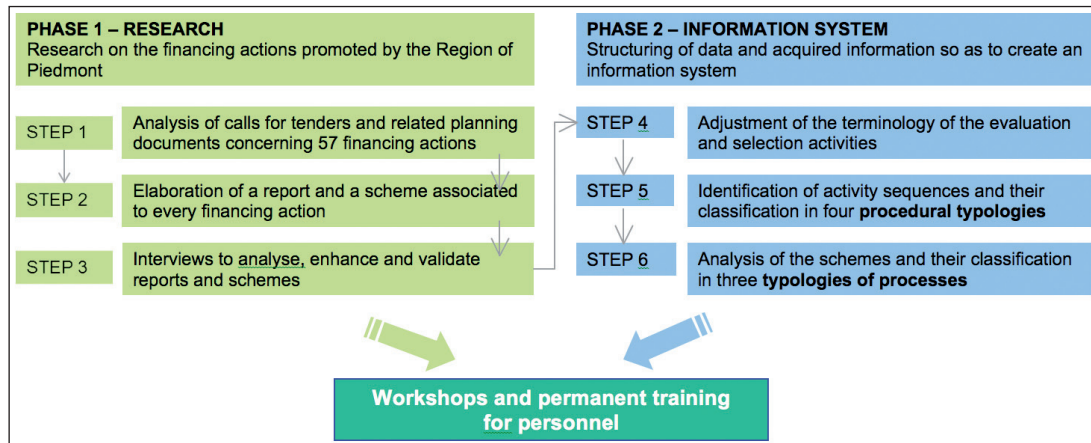 PHASE 1 – RESEARCH
Research on the financing actions promoted by the Region of
Piedmont
STEP 1
Analysis of calls for tenders and related planning
documents concerning 57 financing actions
STEP 2
Elaboration of a report and a scheme associated
to every financing action
STEP 3
Interviews to analyse, enhance and validate
reports and schemes
PHASE 2 – INFORMATION SYSTEM
Structuring of data and acquired information so as to create an
information system
STEP 4
Adjustment of the terminology of the evaluation
and selection activities
STEP 5
Identification of activity sequences and their
classification in four procedural typologies
STEP 6
Analysis of the schemes and their classification
in three typologies of processes
Workshops and permanent training
for personnel